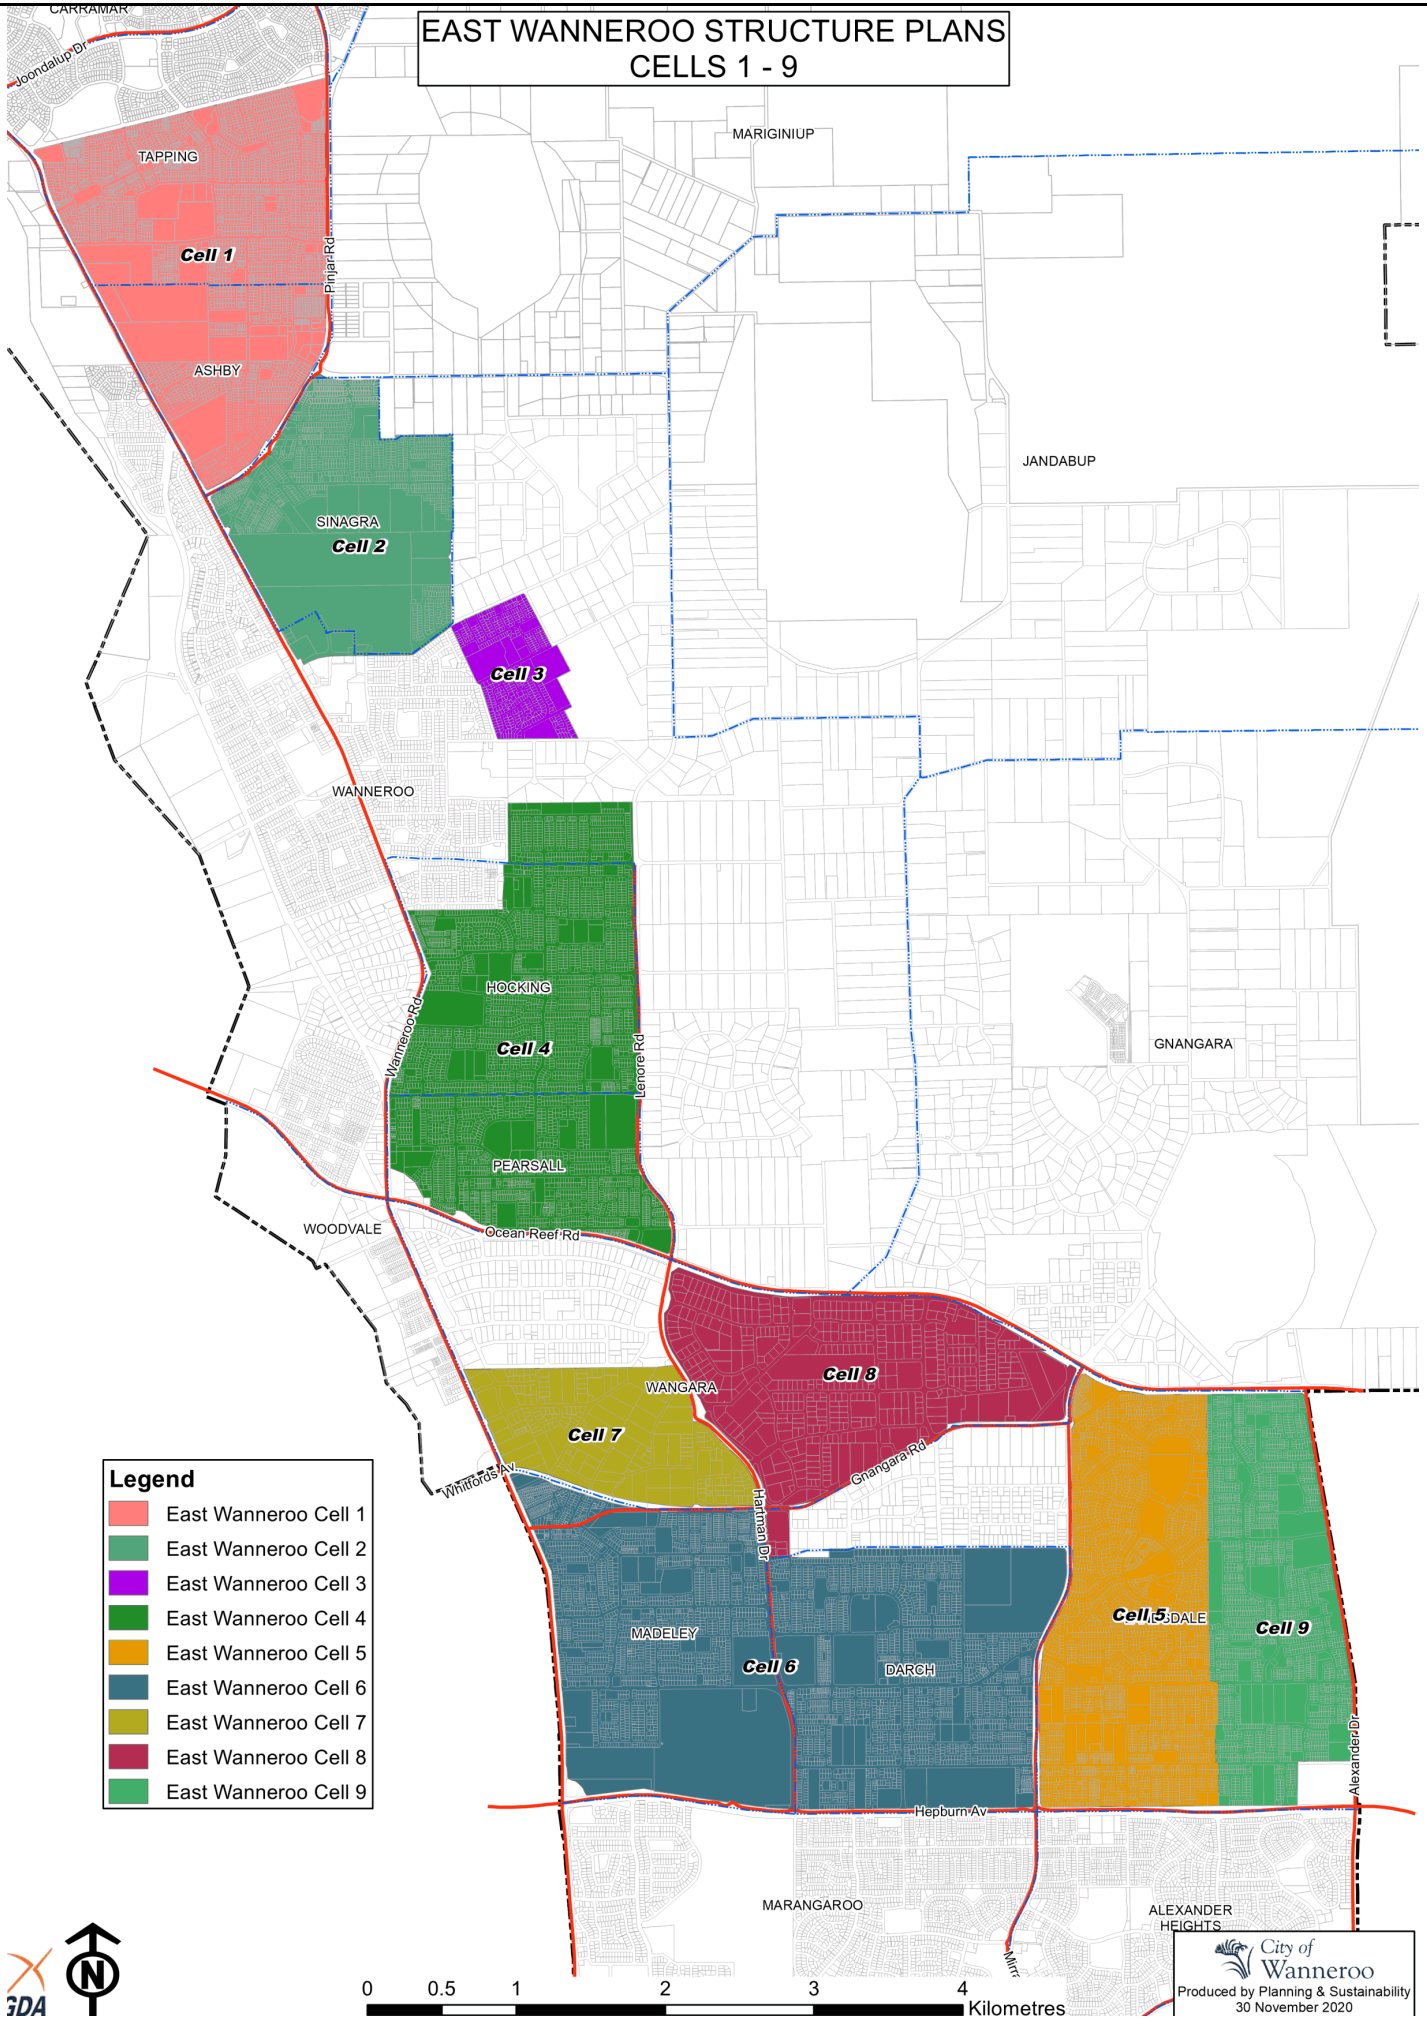 CARRAMAR
EAST WANNEROO STRUCTURE PLANS
CELLS 1 - 9
Joondalup Dr
MARIGINIUP
TAPPING
Cell 1
Pinjar Rd
ASHBY
JANDABUP
SINAGRA
Cell 2
Cell 3
WANNEROO
HOCKING
Wanneroo Rd
Cell 4
Lenore Rd
GNANGARA
PEARSALL
WOODVALE
Ocean Reef Rd
Cell 8
WANGARA
Cell 7
Gnangara Rd
Whitfords Av
Hartman Dr
Legend
East Wanneroo Cell 1
East Wanneroo Cell 2
East Wanneroo Cell 3
East Wanneroo Cell 4
East Wanneroo Cell 5
East Wanneroo Cell 6
East Wanneroo Cell 7
East Wanneroo Cell 8
East Wanneroo Cell 9
Cell 5
Cell 9
MADELEY
Cell 6
DARCH
Alexander Dr
Hepburn Av
MARANGAROO
ALEXANDER
HEIGHTS
N
GDA
0 0.5 1 2 3 4
Kilometres
City of
Wanneroo
Produced by Planning & Sustainability
30 November 2020